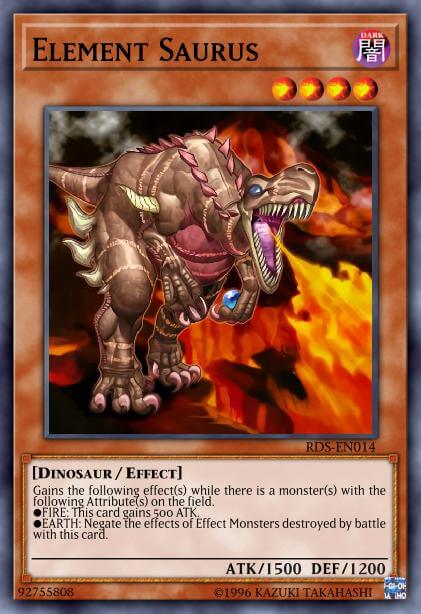 ELEMENT SAURUS
DARK
闇
RDS-EN014
[DINOSAUR / EFFECT]
Gains the following effect(s) while there is a monster(s) with the
following Attribute(s) on the field.
●FIRE: This card gains 500 ATK.
●EARTH: Negate the effects of Effect Monsters destroyed by battle
with this card.
ATK/1500 DEF/1200
92755808
©1996 KAZUKI TAKAHASHI